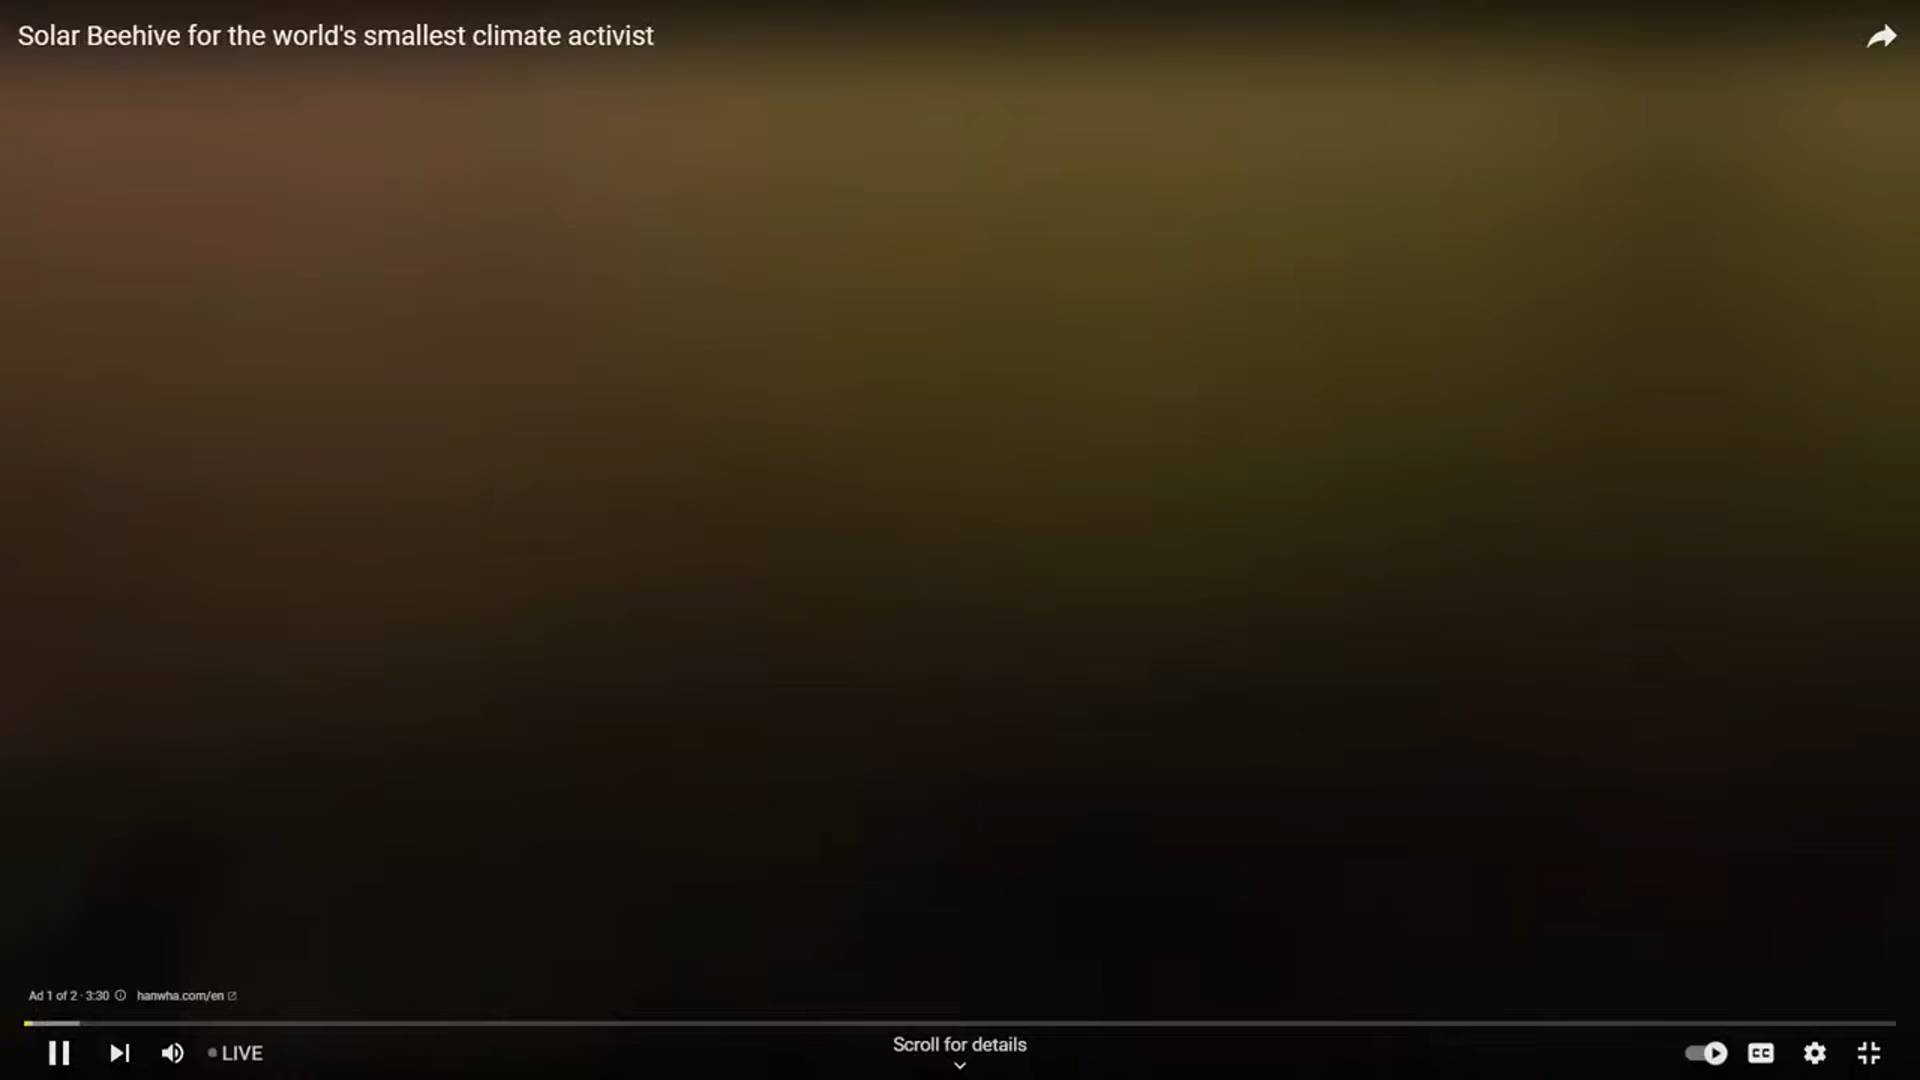 Solar Beehive for the world's smallest climate activist
Ad 1 of 2 · 3:30 hanwha.com/en
LIVE
Scroll for details
CC